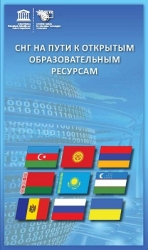 СНГ НА ПУТИ К ОТКРЫТЫМ
ОБРАЗОВАТЕЛЬНЫМ
РЕСУРСАМ